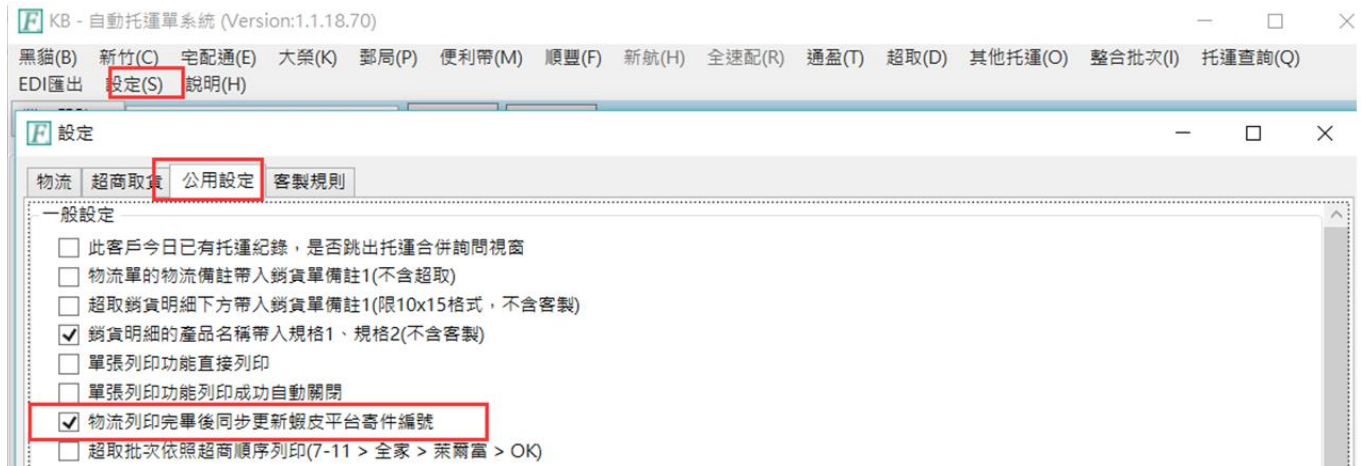 KB - 自動托運單系統 (Version:1.1.18.70)
黑貓(B) 新竹(C) 宅配通(E) 大榮(K) 郵局(P) 便利帶(M) 順豐(F) 新航(H) 全速配(R) 通盈(T) 超取(D) 其他托運(O) 整合批次(I) 托運查詢(Q)
EDI匯出 設定(S) 說明(H)
設定
物流 超商取貨 公用設定 客製規則
一般設定
此客戶今日已有托運紀錄，是否跳出托運合併詢問視窗
物流單的物流備註帶入銷貨單備註1(不含超取)
超取銷貨明細下方帶入銷貨單備註1(限10x15格式，不含客製)
銷貨明細的產品名稱帶入規格1、規格2(不含客製)
單張列印功能直接列印
單張列印功能列印成功自動關閉
物流列印完畢後同步更新蝦皮平台寄件編號
超取批次依照超商順序列印(7-11 > 全家 > 萊爾富 > OK)